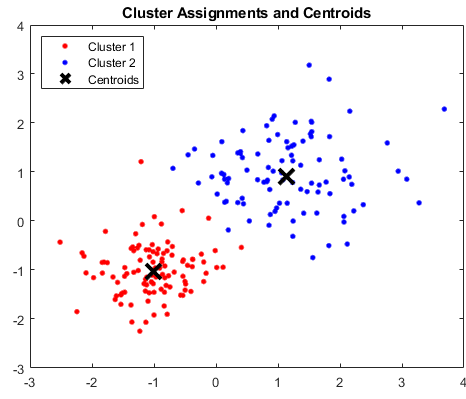 Cluster Assignments and Centroids
Cluster 1
Cluster 2
Centroids
4
3
2
1
0
-1
-2
-3
-3 -2 -1 0 1 2 3 4